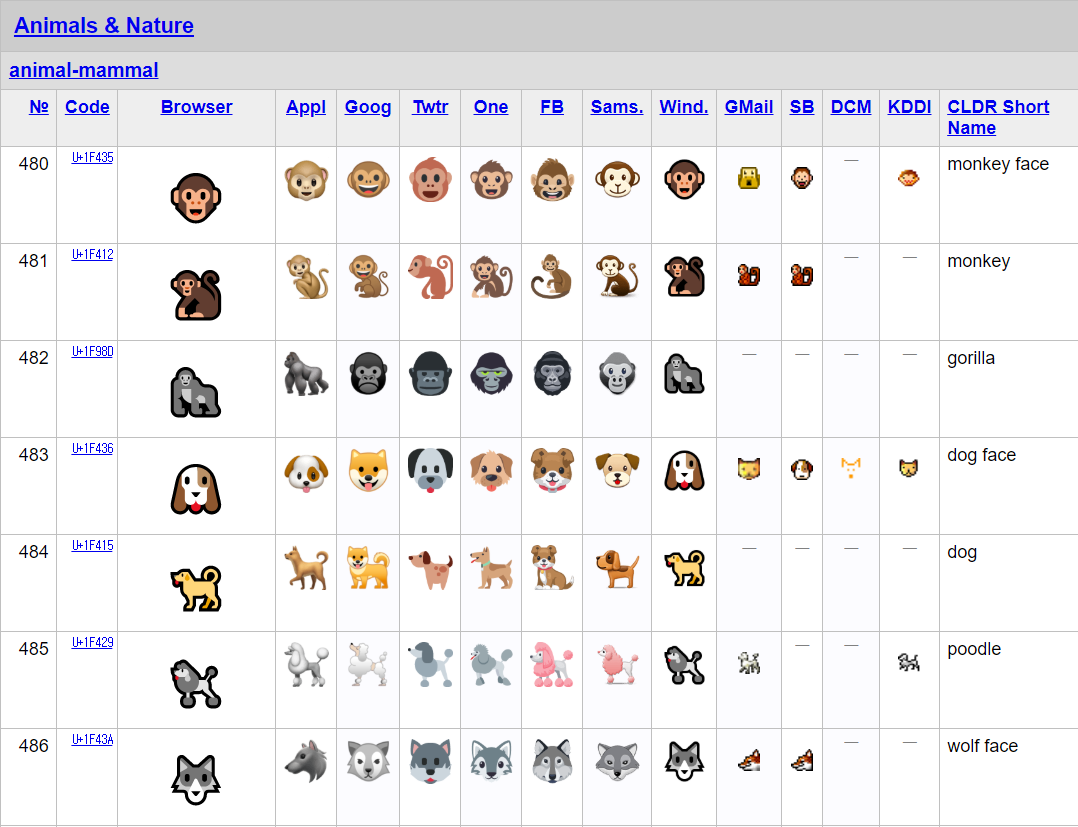 Animals & Nature
animal-mammal
№ Code Browser Appl Goog Twtr One FB Sams. Wind. GMail SB DCM KDDI CLDR Short
Name
480 U+1F435 — monkey face
481 U+1F412 — — monkey
482 U+1F98D — — — — gorilla
483 U+1F436 dog face
484 U+1F415 — — — — dog
485 U+1F429 — — poodle
486 U+1F43A — — wolf face